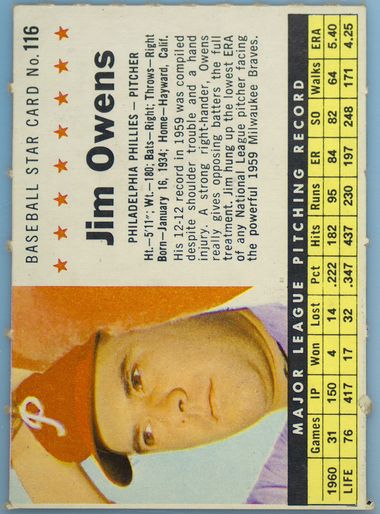 BASEBALL STAR CARD No. 116
★ ★ ★ ★ ★ ★ ★ ★
Jim Owens
PHILADELPHIA PHILLIES — PITCHER
Ht.—5'11"; Wt.—180; Bats—Right; Throws—Right
Born—January 16, 1934; Home—Hayward, Calif.
His 12-12 record in 1959 was compiled
despite shoulder trouble and a hand
injury. A strong right-hander, Owens
really gives opposing batters the full
treatment. Jim hung up the lowest ERA
of any National League pitcher facing
the powerful 1959 Milwaukee Braves.
P
MAJOR LEAGUE PITCHING RECORD
Games IP Won Lost Pct Hits Runs ER SO Walks ERA
1960 31 150 4 14 .222 182 95 84 82 64 5.40
LIFE 76 417 17 32 .347 437 230 197 248 171 4.25